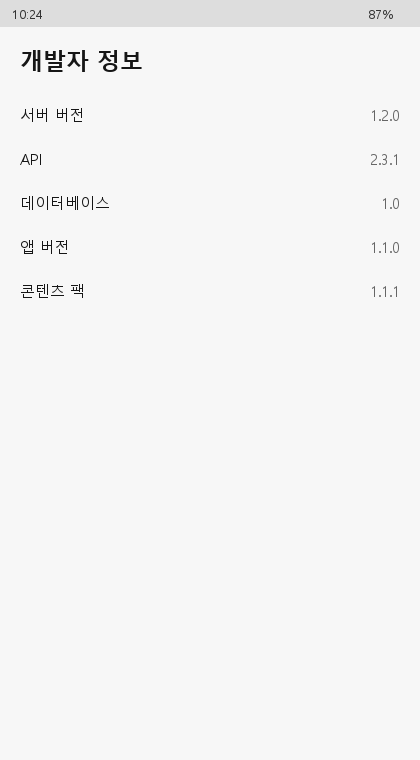 10:24 87%
개발자 정보
서버 버전 1.2.0
API 2.3.1
데이터베이스 1.0
앱 버전 1.1.0
콘텐츠 팩 1.1.1